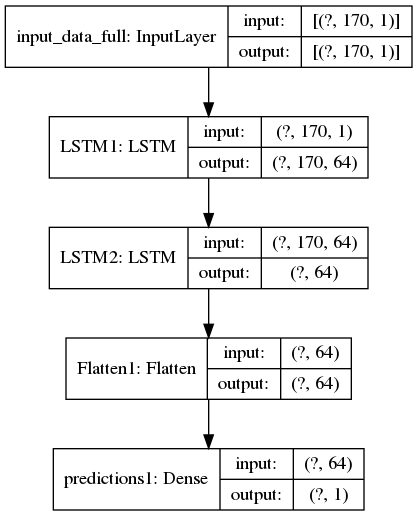 input_data_full: InputLayer
input: [(?, 170, 1)]
output: [(?, 170, 1)]
LSTM1: LSTM
input: (?, 170, 1)
output: (?, 170, 64)
LSTM2: LSTM
input: (?, 170, 64)
output: (?, 64)
Flatten1: Flatten
input: (?, 64)
output: (?, 64)
predictions1: Dense
input: (?, 64)
output: (?, 1)